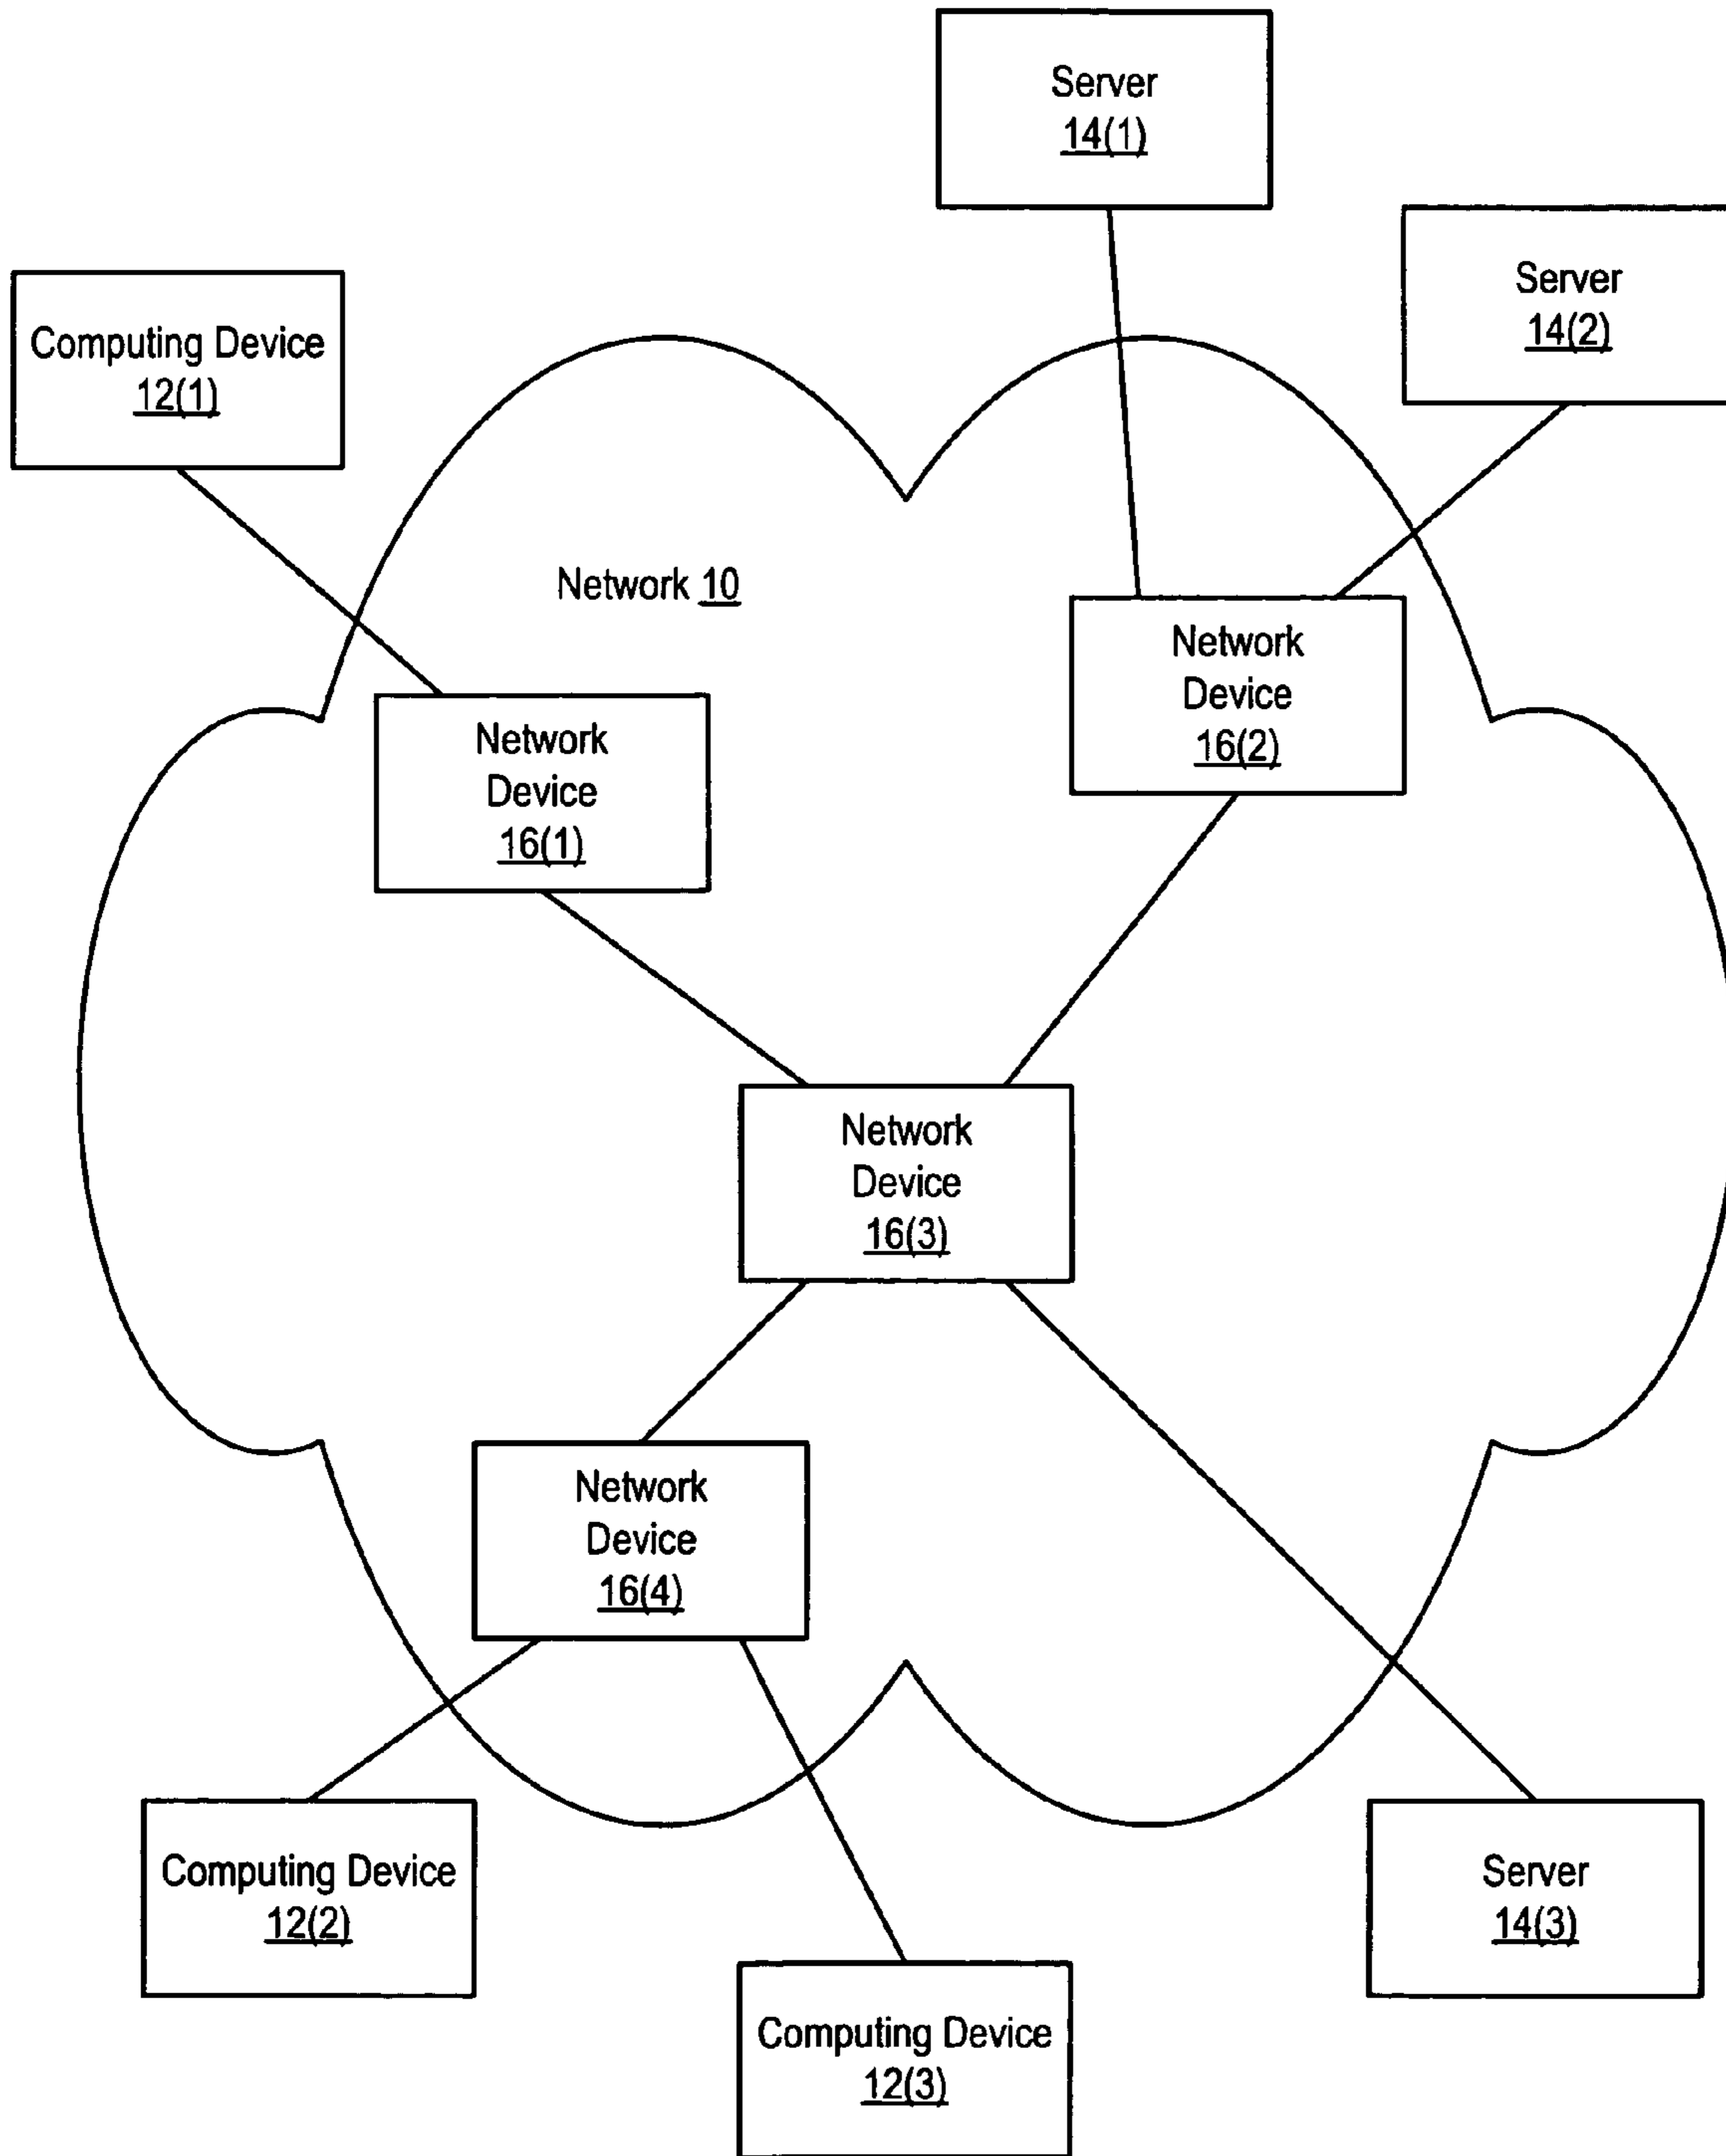 Server
14(1)
Server
14(2)
Computing Device
12(1)
Network 10
Network
Device
16(2)
Network
Device
16(1)
Network
Device
16(3)
Network
Device
16(4)
Computing Device
12(2)
Server
14(3)
Computing Device
12(3)